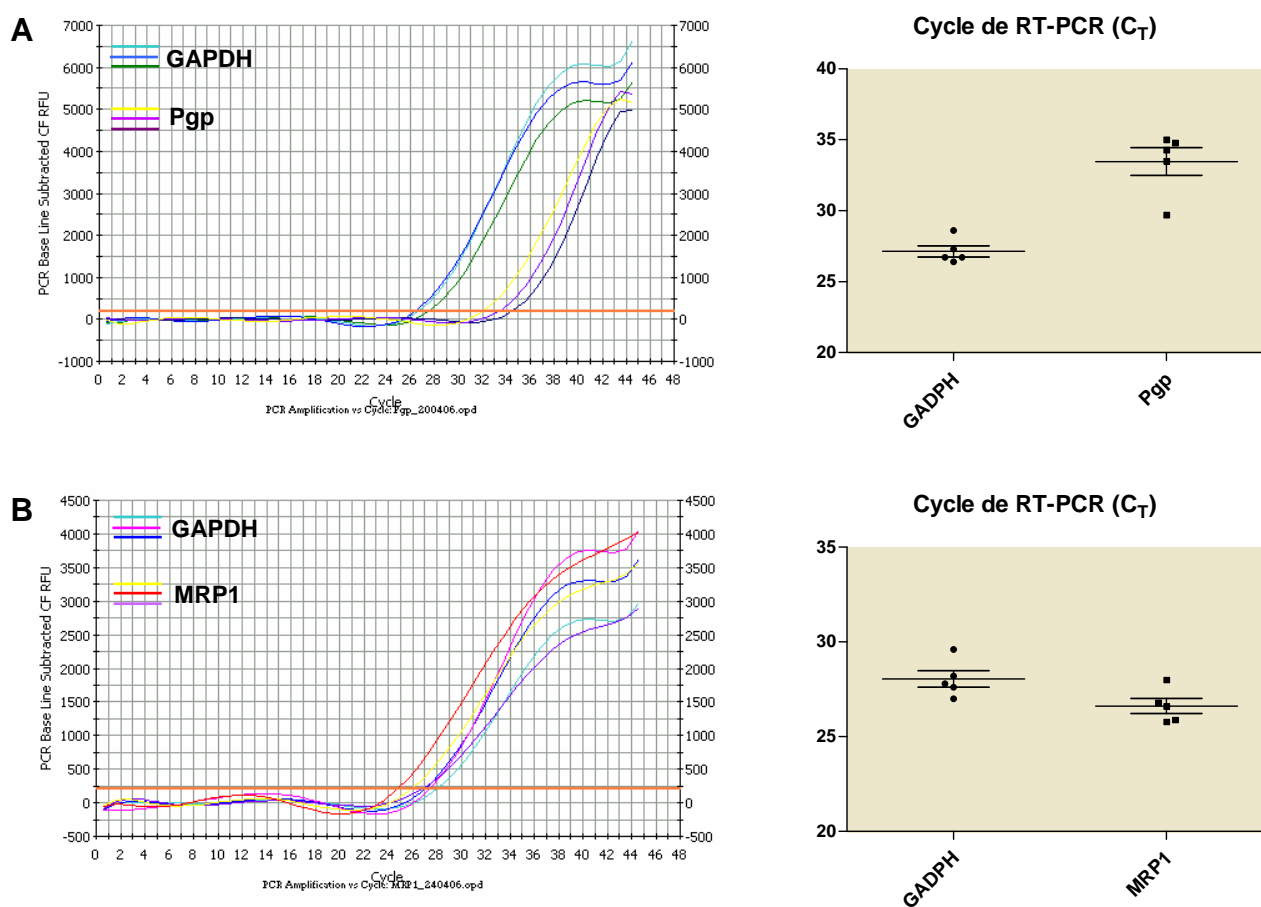 A
PCR Base Line Subtracted CF RFU
7000
6000
5000
4000
3000
2000
1000
0
-1000
7000
6000
5000
4000
3000
2000
1000
0
-1000
GAPDH
Pgp
0 2 4 6 8 10 12 14 16 18 20 22 24 26 28 30 32 34 36 38 40 42 44 46 48
Cycle
PCR Amplification vs Cycle: Pgp_200406.opd
Cycle de RT-PCR (CT)
40
35
30
25
20
GADPH
Pgp
B
PCR Base Line Subtracted CF RFU
4500
4000
3500
3000
2500
2000
1500
1000
500
0
-500
4500
4000
3500
3000
2500
2000
1500
1000
500
0
-500
GAPDH
MRP1
0 2 4 6 8 10 12 14 16 18 20 22 24 26 28 30 32 34 36 38 40 42 44 46 48
Cycle
PCR Amplification vs Cycle: MRP1_240406.opd
Cycle de RT-PCR (CT)
35
30
25
20
GADPH
MRP1